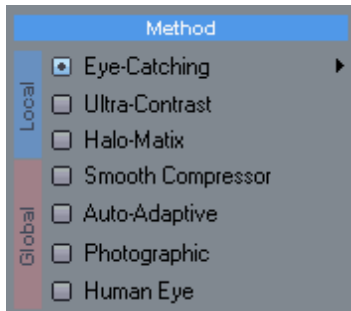 Method
Local
Eye-Catching
Ultra-Contrast
Halo-Matix
Global
Smooth Compressor
Auto-Adaptive
Photographic
Human Eye